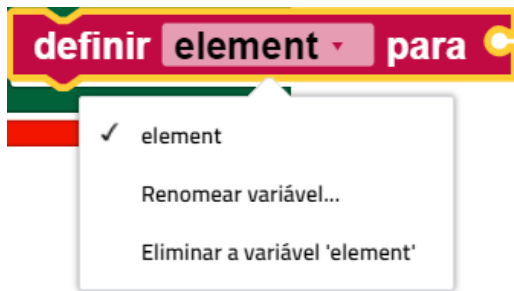 definir element para
element
Renomear variável...
Eliminar a variável 'element'